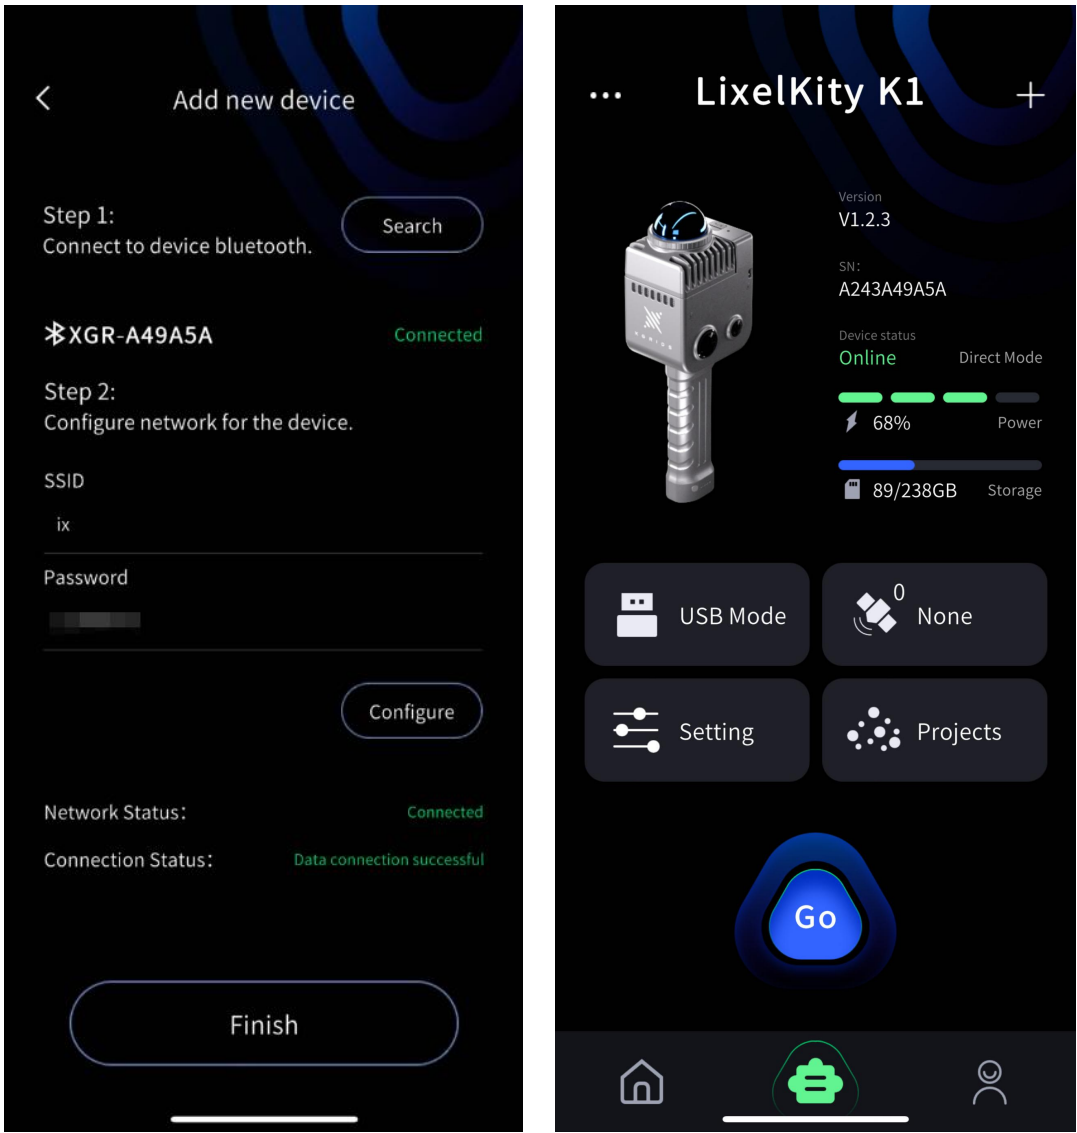 Add new device
Step 1:
Connect to device bluetooth.
Search
XGR-A49A5A
Connected
Step 2:
Configure network for the device.
SSID
ix
Password
Configure
Network Status:
Connected
Connection Status:
Data connection successful
Finish
LixelKity K1
Version
V1.2.3
SN:
A243A49A5A
Device status
Online
Direct Mode
68%
Power
89/238GB
Storage
USB Mode
0
None
Setting
Projects
Go